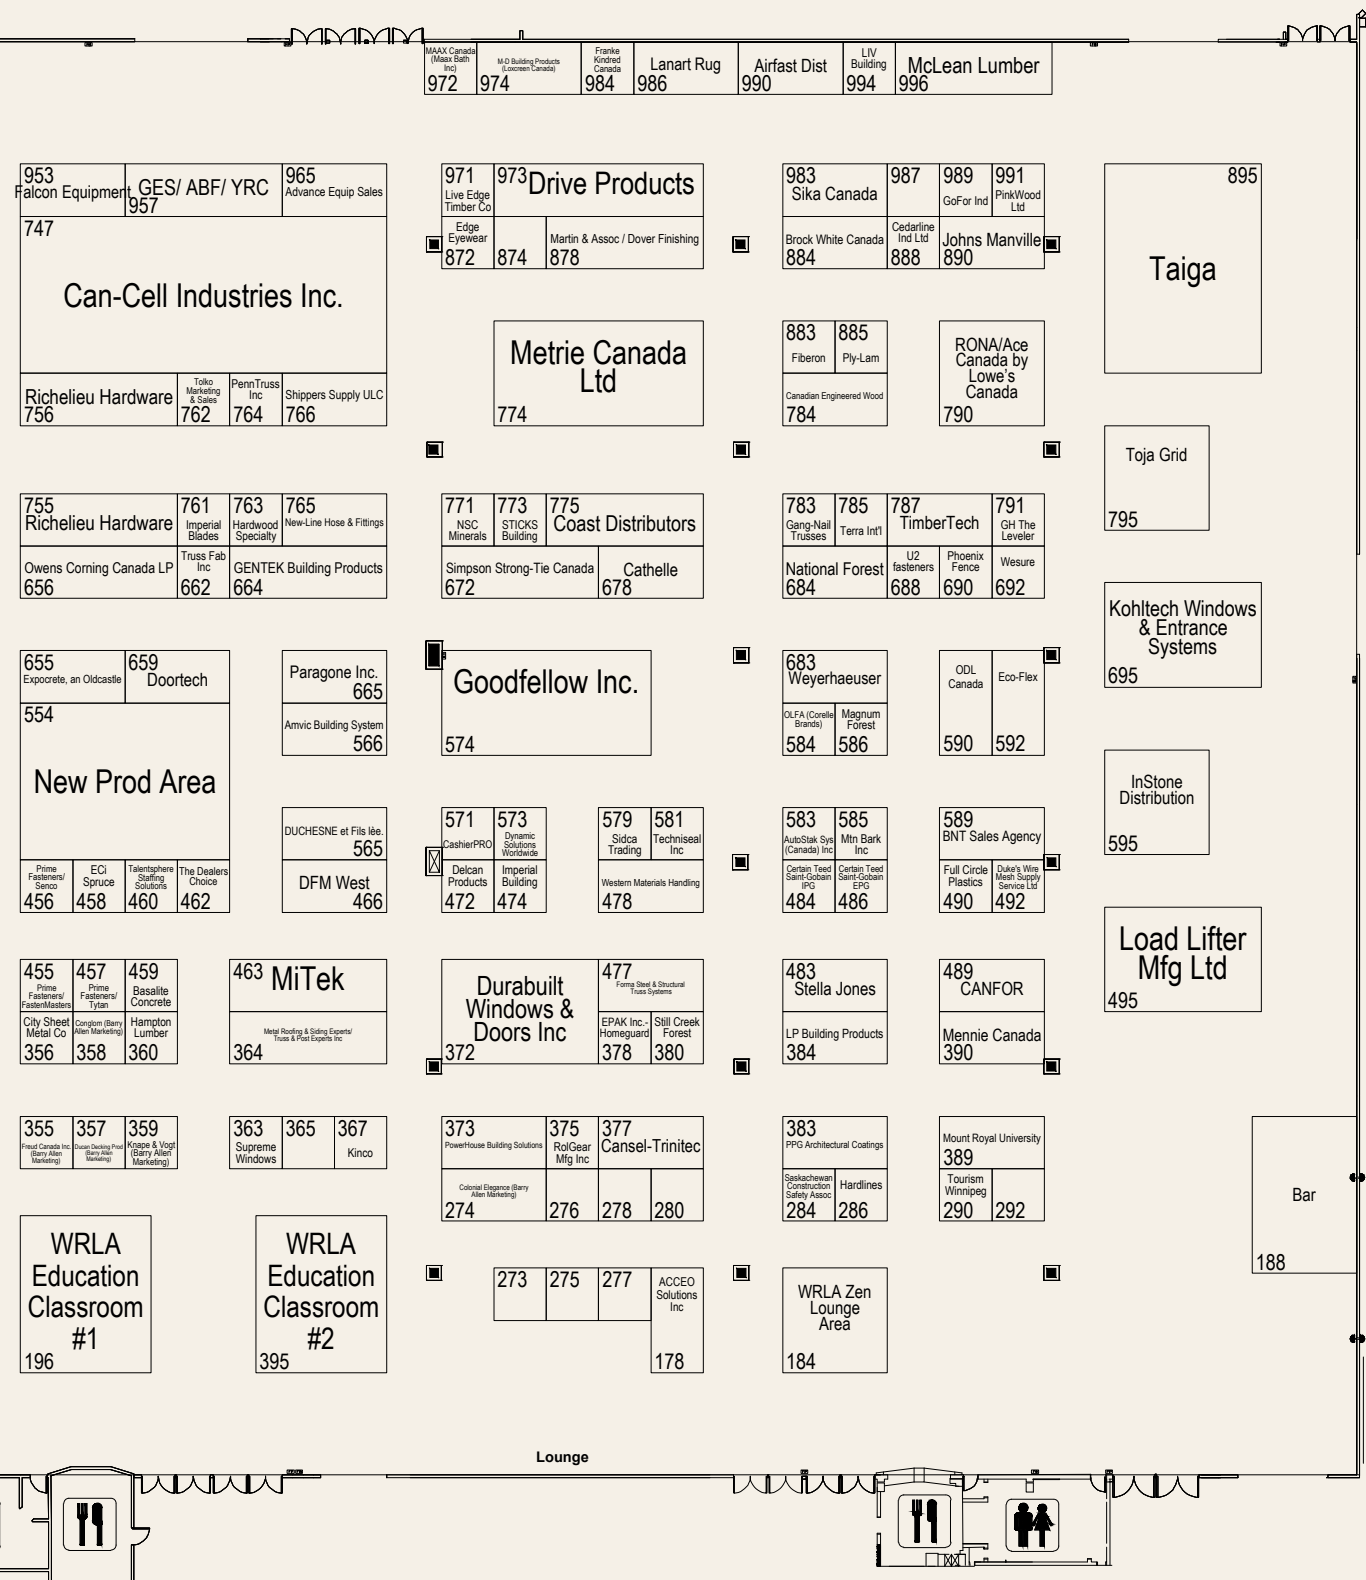 MAAX Canada
(Maax Bath
Inc)
972
M-D Building Products
(Loxcreen Canada)
974
Franke
Kindred
Canada
984
Lanart Rug
986
Airfast Dist
990
LIV
Building
994
McLean Lumber
996
953
Falcon Equipment
GES/ ABF/ YRC
957
965
Advance Equip Sales
971
Live Edge
Timber Co
973 Drive Products
983
Sika Canada
987
989
GoFor Ind
991
PinkWood
Ltd
895
Taiga
747
Can-Cell Industries Inc.
Edge
Eyewear
872
874
Martin & Assoc / Dover Finishing
878
Brock White Canada
884
Cedarline
Ind Ltd
888
Johns Manville
890
Metrie Canada
Ltd
774
883
Fiberon
885
Ply-Lam
RONA/Ace
Canada by
Lowe's
Canada
790
Richelieu Hardware
756
Tolko
Marketing
& Sales
762
PennTruss
Inc
764
Shippers Supply ULC
766
Canadian Engineered Wood
784
Toja Grid
795
755
Richelieu Hardware
761
Imperial
Blades
763
Hardwood
Specialty
765
New-Line Hose & Fittings
771
NSC
Minerals
773
STICKS
Building
775
Coast Distributors
783
Gang-Nail
Trusses
785
Terra Int'l
787
TimberTech
791
GH The
Leveler
Owens Corning Canada LP
656
Truss Fab
Inc
662
GENTEK Building Products
664
Simpson Strong-Tie Canada
672
Cathelle
678
National Forest
684
U2
fasteners
688
Phoenix
Fence
690
Wesure
692
Kohltech Windows
& Entrance
Systems
695
655
Expocrete, an Oldcastle
659
Doortech
Paragone Inc.
665
Goodfellow Inc.
574
683
Weyerhaeuser
ODL
Canada
590
Eco-Flex
592
554
New Prod Area
Amvic Building System
566
OLFA (Corelle
Brands)
584
Magnum
Forest
586
InStone
Distribution
595
DUCHESNE et Fils lèe.
565
571
CashierPRO
573
Dynamic
Solutions
Worldwide
579
Sidca
Trading
581
Techniseal
Inc
583
AutoStak Sys
(Canada) Inc
585
Mtn Bark
Inc
589
BNT Sales Agency
Prime
Fasteners/
Senco
456
ECi
Spruce
458
Talentsphere
Staffing
Solutions
460
The Dealers
Choice
462
DFM West
466
Delcan
Products
472
Imperial
Building
474
Western Materials Handling
478
Certain Teed
Saint-Gobain
IPG
484
Certain Teed
Saint-Gobain
EPG
486
Full Circle
Plastics
490
Duke's Wire
Mesh Supply
Service Ltd
492
Load Lifter
Mfg Ltd
495
455
Prime
Fasteners/
FastenMasters
457
Prime
Fasteners/
Tytan
459
Basalite
Concrete
463 MiTek
Durabuilt
Windows &
Doors Inc
372
477
Forma Steel & Structural
Truss Systems
483
Stella Jones
489
CANFOR
City Sheet
Metal Co
356
Conglom (Barry
Allen Marketing)
358
Hampton
Lumber
360
Metal Roofing & Siding Experts/
Truss & Post Experts Inc
364
EPAK Inc.-
Homeguard
378
Still Creek
Forest
380
LP Building Products
384
Mennie Canada
390
355
Freud Canada Inc.
(Barry Allen
Marketing)
357
Ducan Decking Prod
(Barry Allen
Marketing)
359
Knape & Vogt
(Barry Allen
Marketing)
363
Supreme
Windows
365
367
Kinco
373
PowerHouse Building Solutions
375
RolGear
Mfg Inc
377
Cansel-Trinitec
383
PPG Architectural Coatings
Mount Royal University
389
Colonial Elegance (Barry
Allen Marketing)
274
276
278
280
Saskachewan
Construction
Safety Assoc
284
Hardlines
286
Tourism
Winnipeg
290
292
Bar
188
WRLA
Education
Classroom
#1
196
WRLA
Education
Classroom
#2
395
273
275
277
ACCEO
Solutions
Inc
178
WRLA Zen
Lounge
Area
184
Lounge